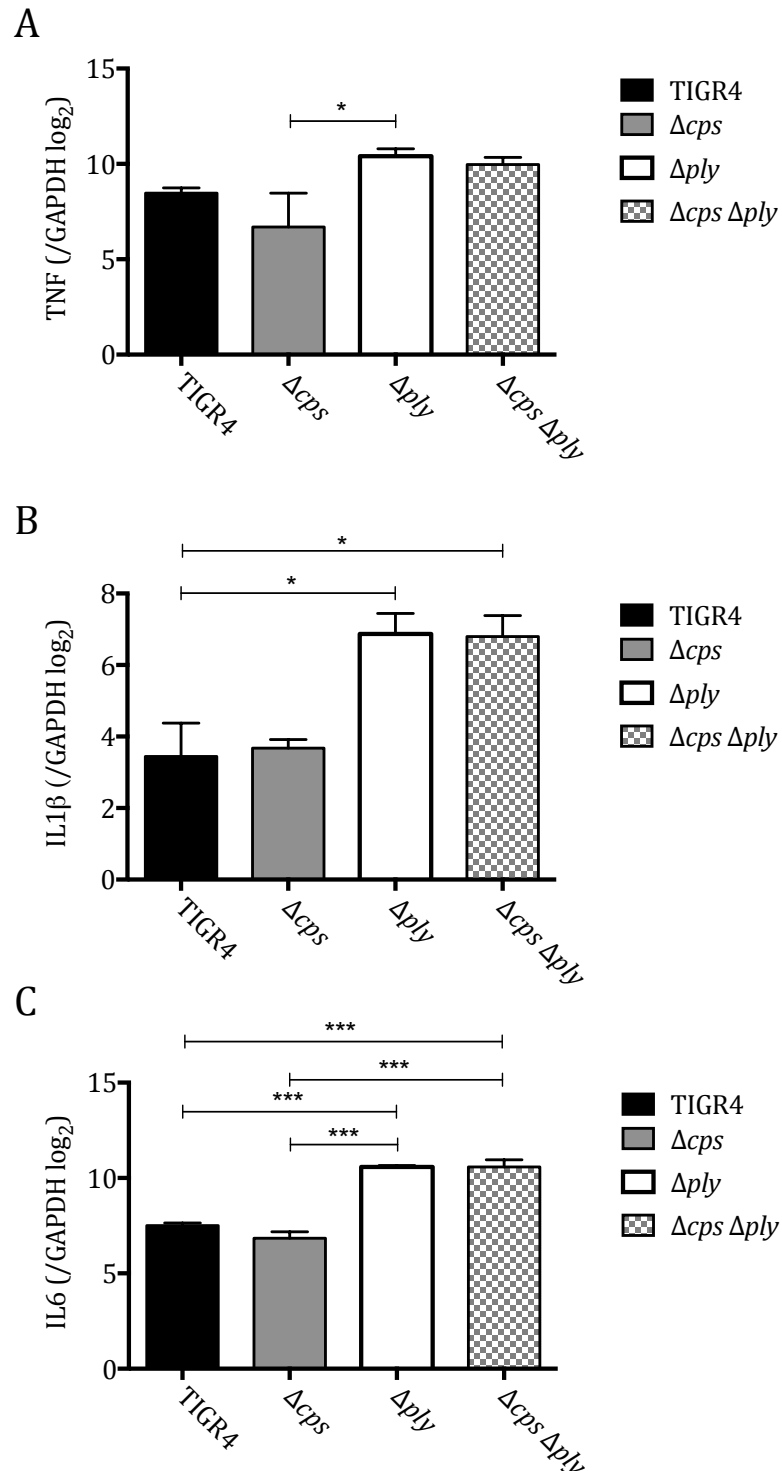 A
TNF (/GAPDH log₂)
15
10
5
0
*
TIGR4
Δcps
Δply
Δcps Δply
TIGR4
Δcps
Δply
Δcps Δply
B
IL1β (/GAPDH log₂)
8
6
4
2
0
*
*
TIGR4
Δcps
Δply
Δcps Δply
TIGR4
Δcps
Δply
Δcps Δply
C
IL6 (/GAPDH log₂)
15
10
5
0
***
***
***
***
TIGR4
Δcps
Δply
Δcps Δply
TIGR4
Δcps
Δply
Δcps Δply